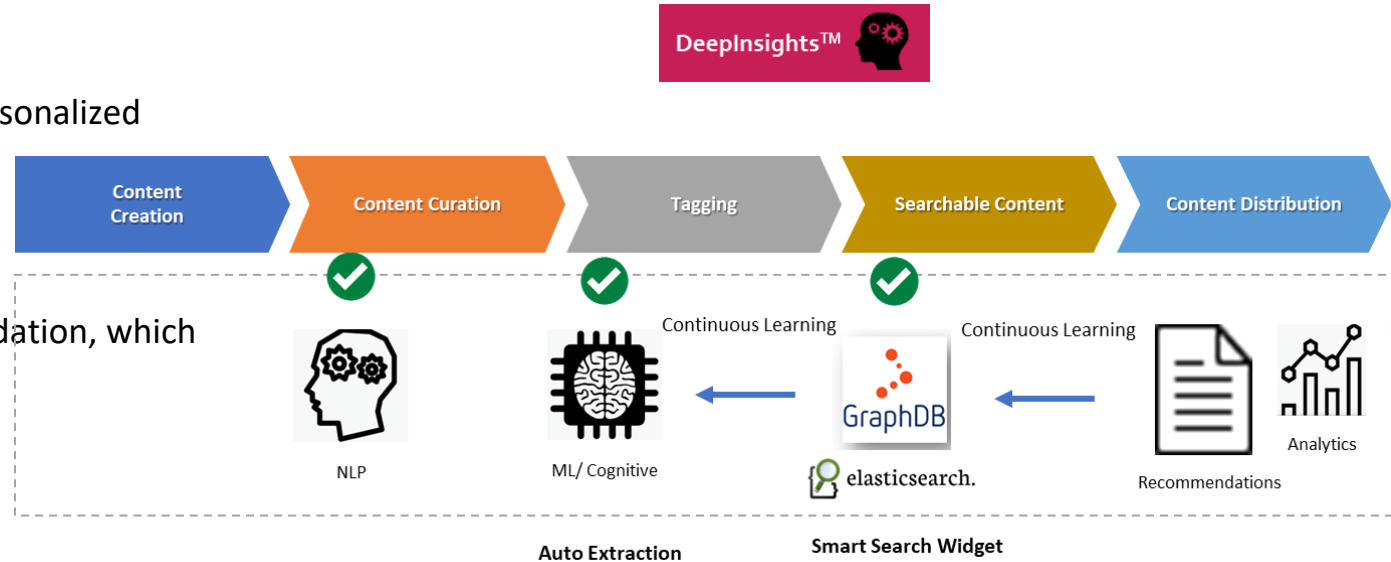 DeepInsights™
sonalized
Content
Creation
Content Curation
Tagging
Searchable Content
Content Distribution
dation, which
Continuous Learning
Continuous Learning
GraphDB
Analytics
NLP
ML/ Cognitive
elasticsearch.
Recommendations
Auto Extraction
Smart Search Widget